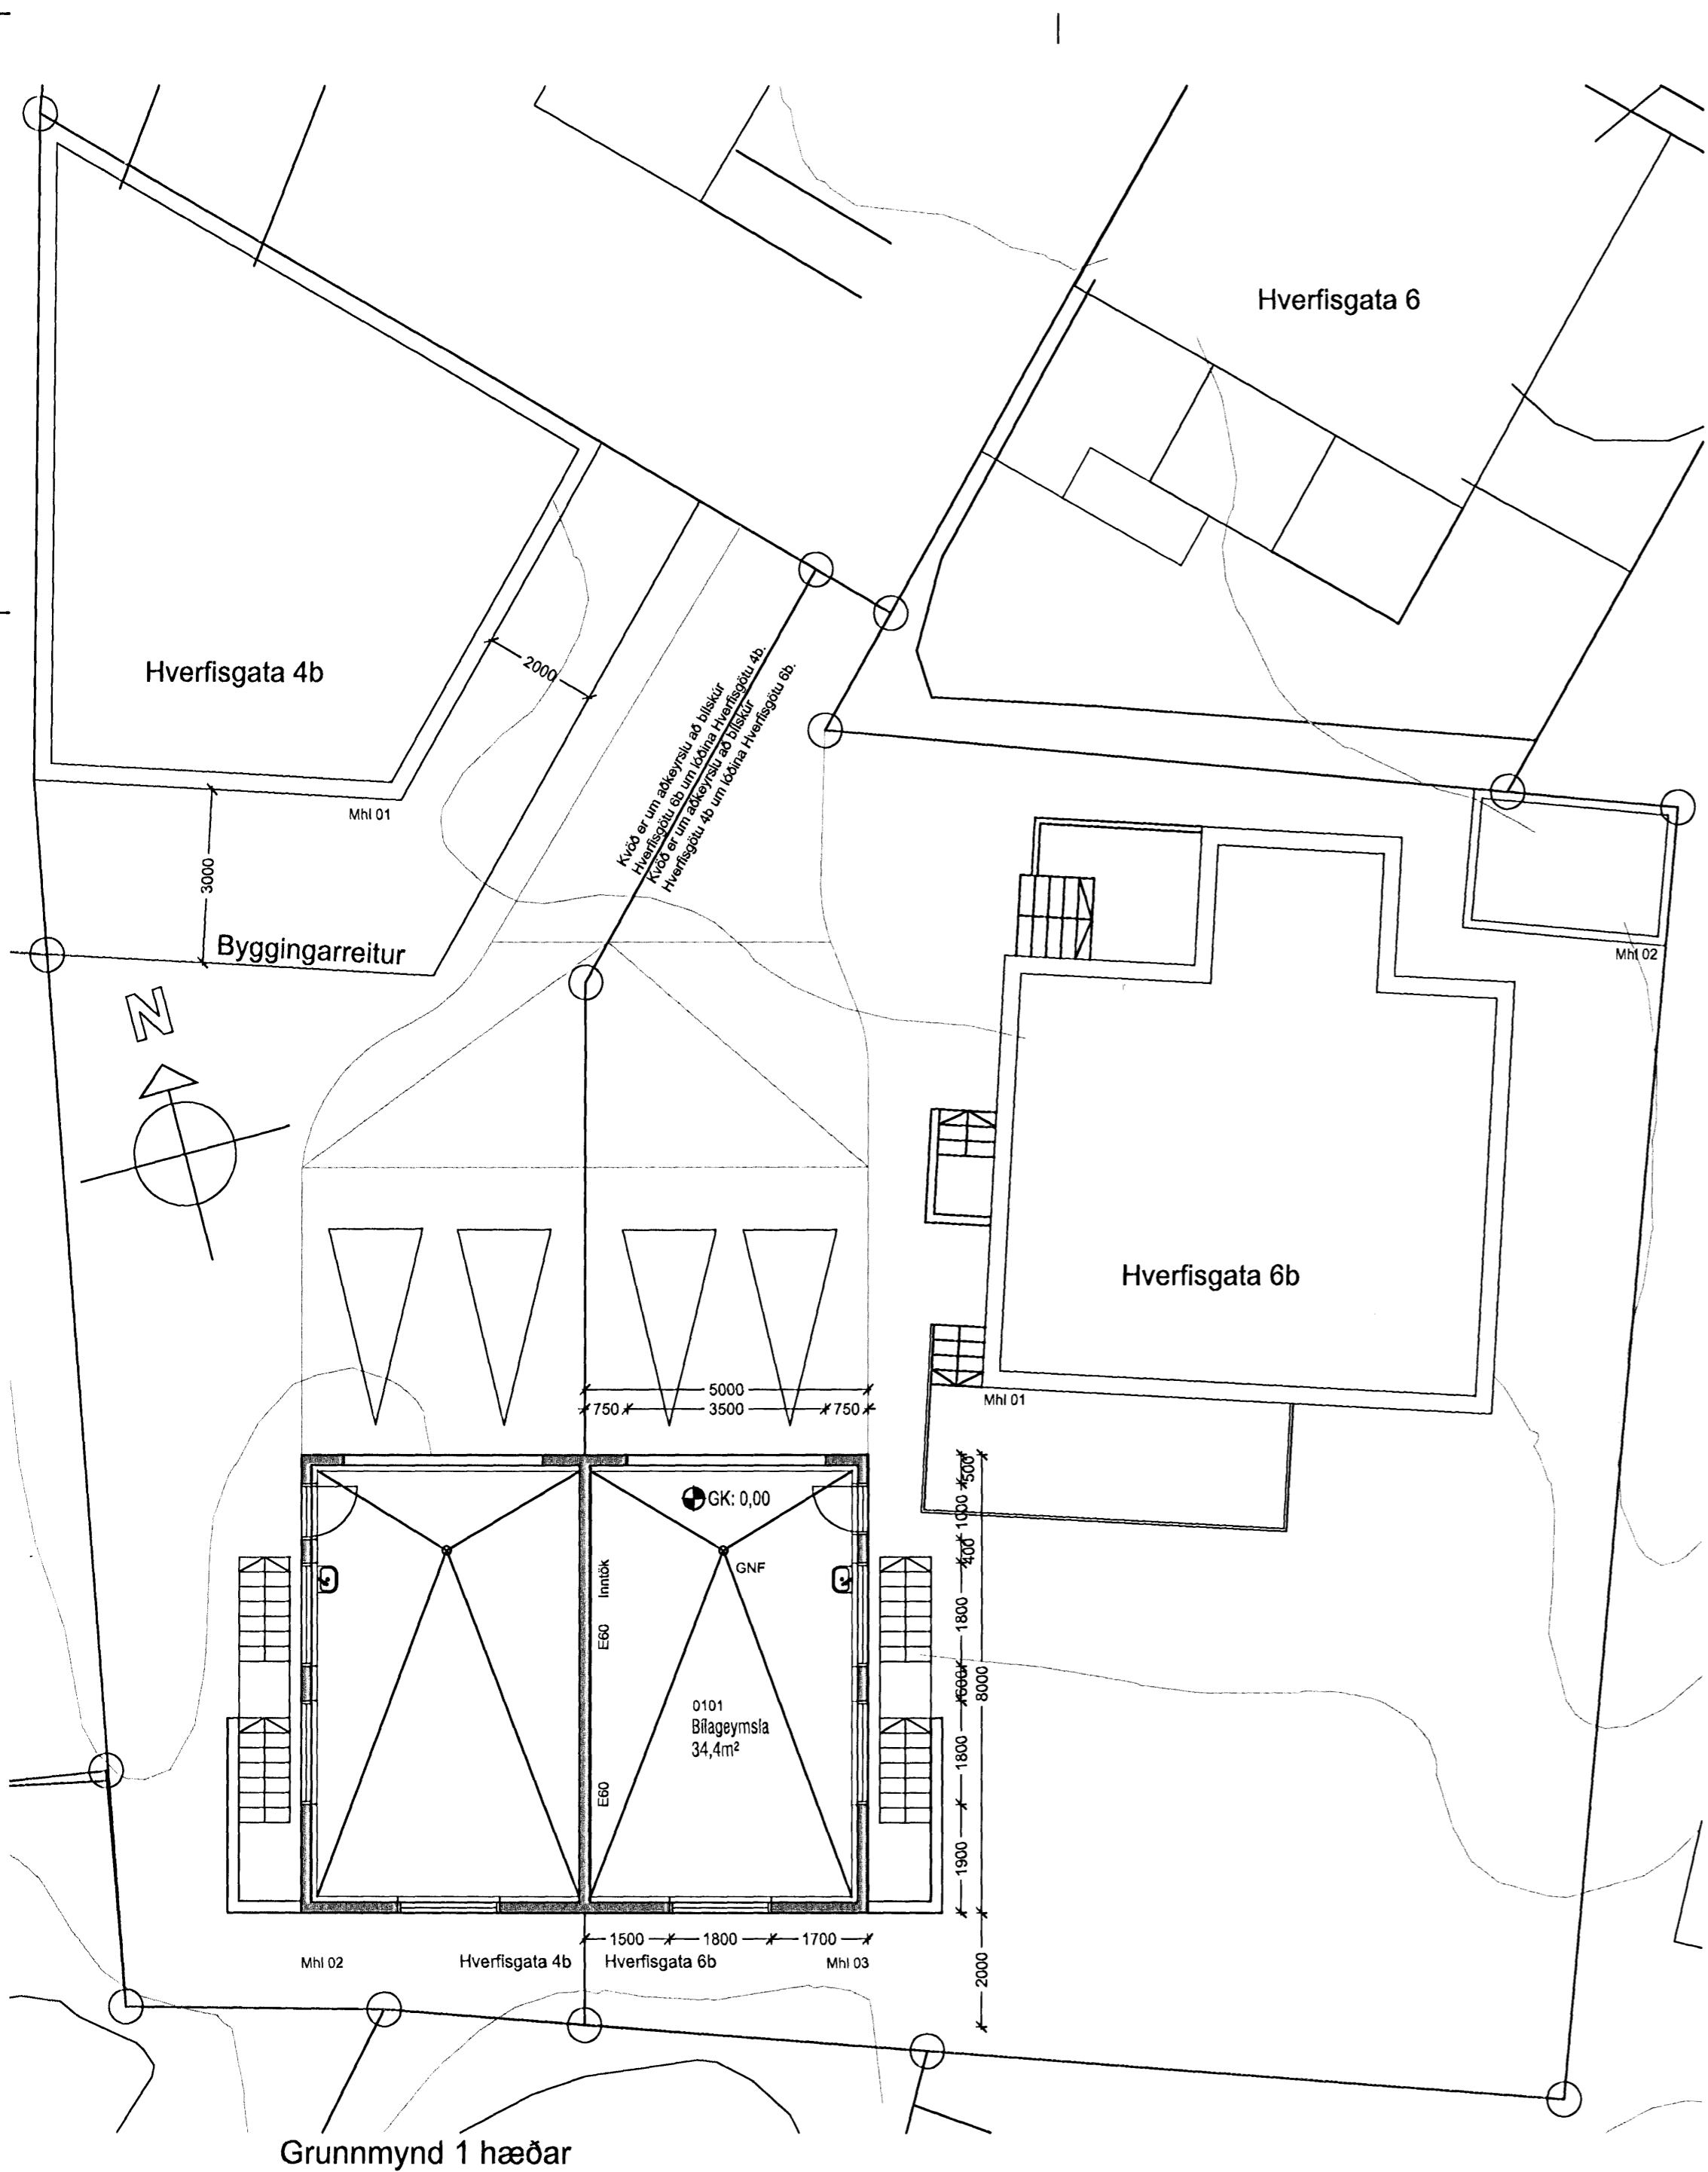 Hverfisgata 6
Hverfisgata 4b
2000
Kvöð er um aðkeyrslu að bílskúr
Hverfisgötu 6b um lóðina Hverfisgötu 4b.
Kvöð er um aðkeyrslu að bílskúr
Hverfisgötu 4b um lóðina Hverfisgötu 6b.
Mhl 01
3000
Byggingarreitur
Mhl 02
N
Hverfisgata 6b
Mhl 01
5000
750
3500
750
500
1000
400
1800
600
1800
1900
8000
2000
GK: 0,00
GNF
Inntök
E60
E60
0101
Bílageymsla
34,4m²
1500
1800
1700
Mhl 02
Hverfisgata 4b
Hverfisgata 6b
Mhl 03
Grunnmynd 1 hæðar